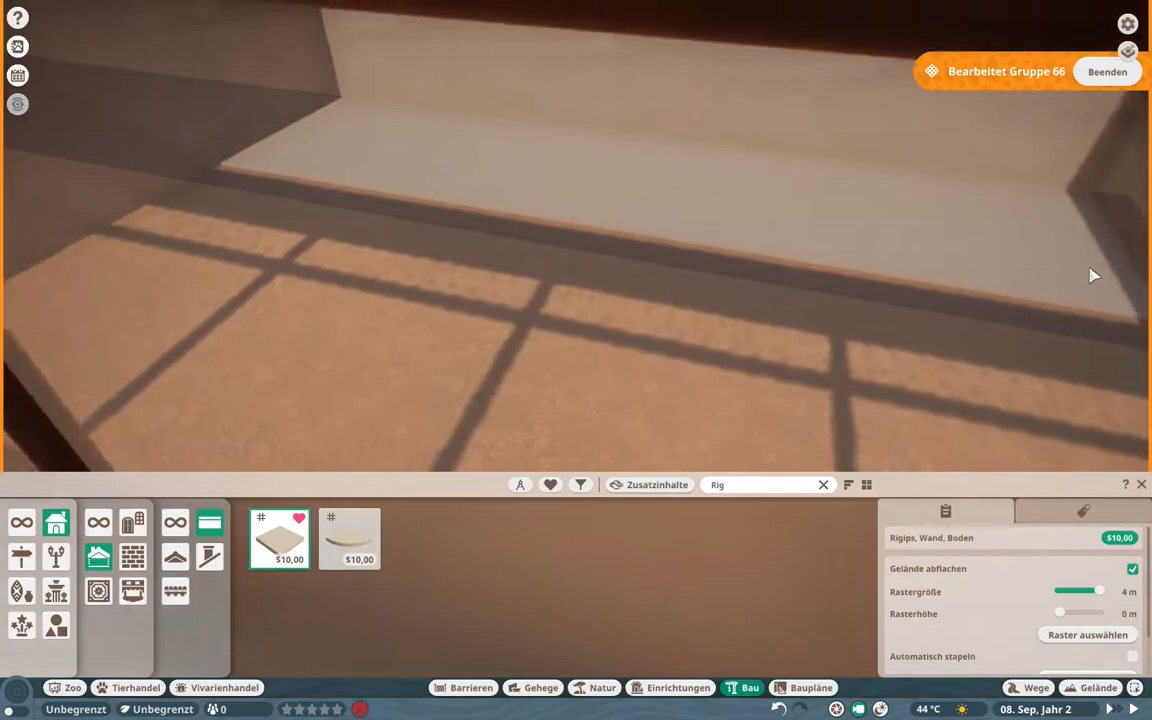 ?
Bearbeitet Gruppe 66
Beenden
Zusatzinhalte
Rig
?
$10,00
$10,00
Rigips, Wand, Boden
$10,00
Gelände abflachen
Rastergröße
4 m
Rasterhöhe
0 m
Raster auswählen
Automatisch stapeln
Zoo
Tierhandel
Vivarienhandel
Barrieren
Gehege
Natur
Einrichtungen
Bau
Baupläne
Wege
Gelände
Unbegrenzt
Unbegrenzt
0
44 °C
08. Sep, Jahr 2